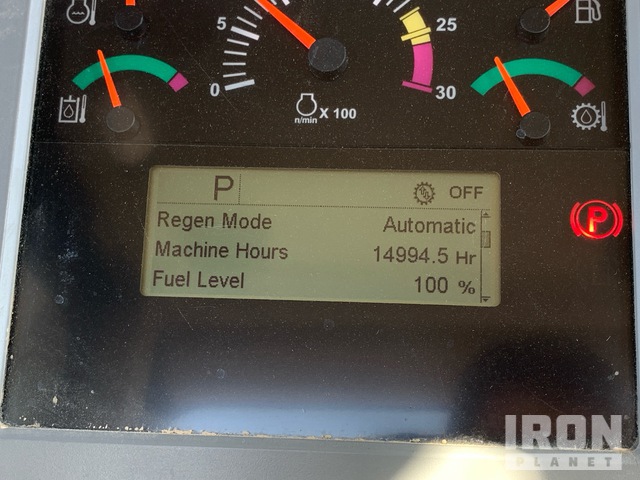 5
25
0
30
n/min X 100
P
OFF
Regen Mode Automatic
Machine Hours 14994.5 Hr
Fuel Level 100 %
P
IRON
PLANET